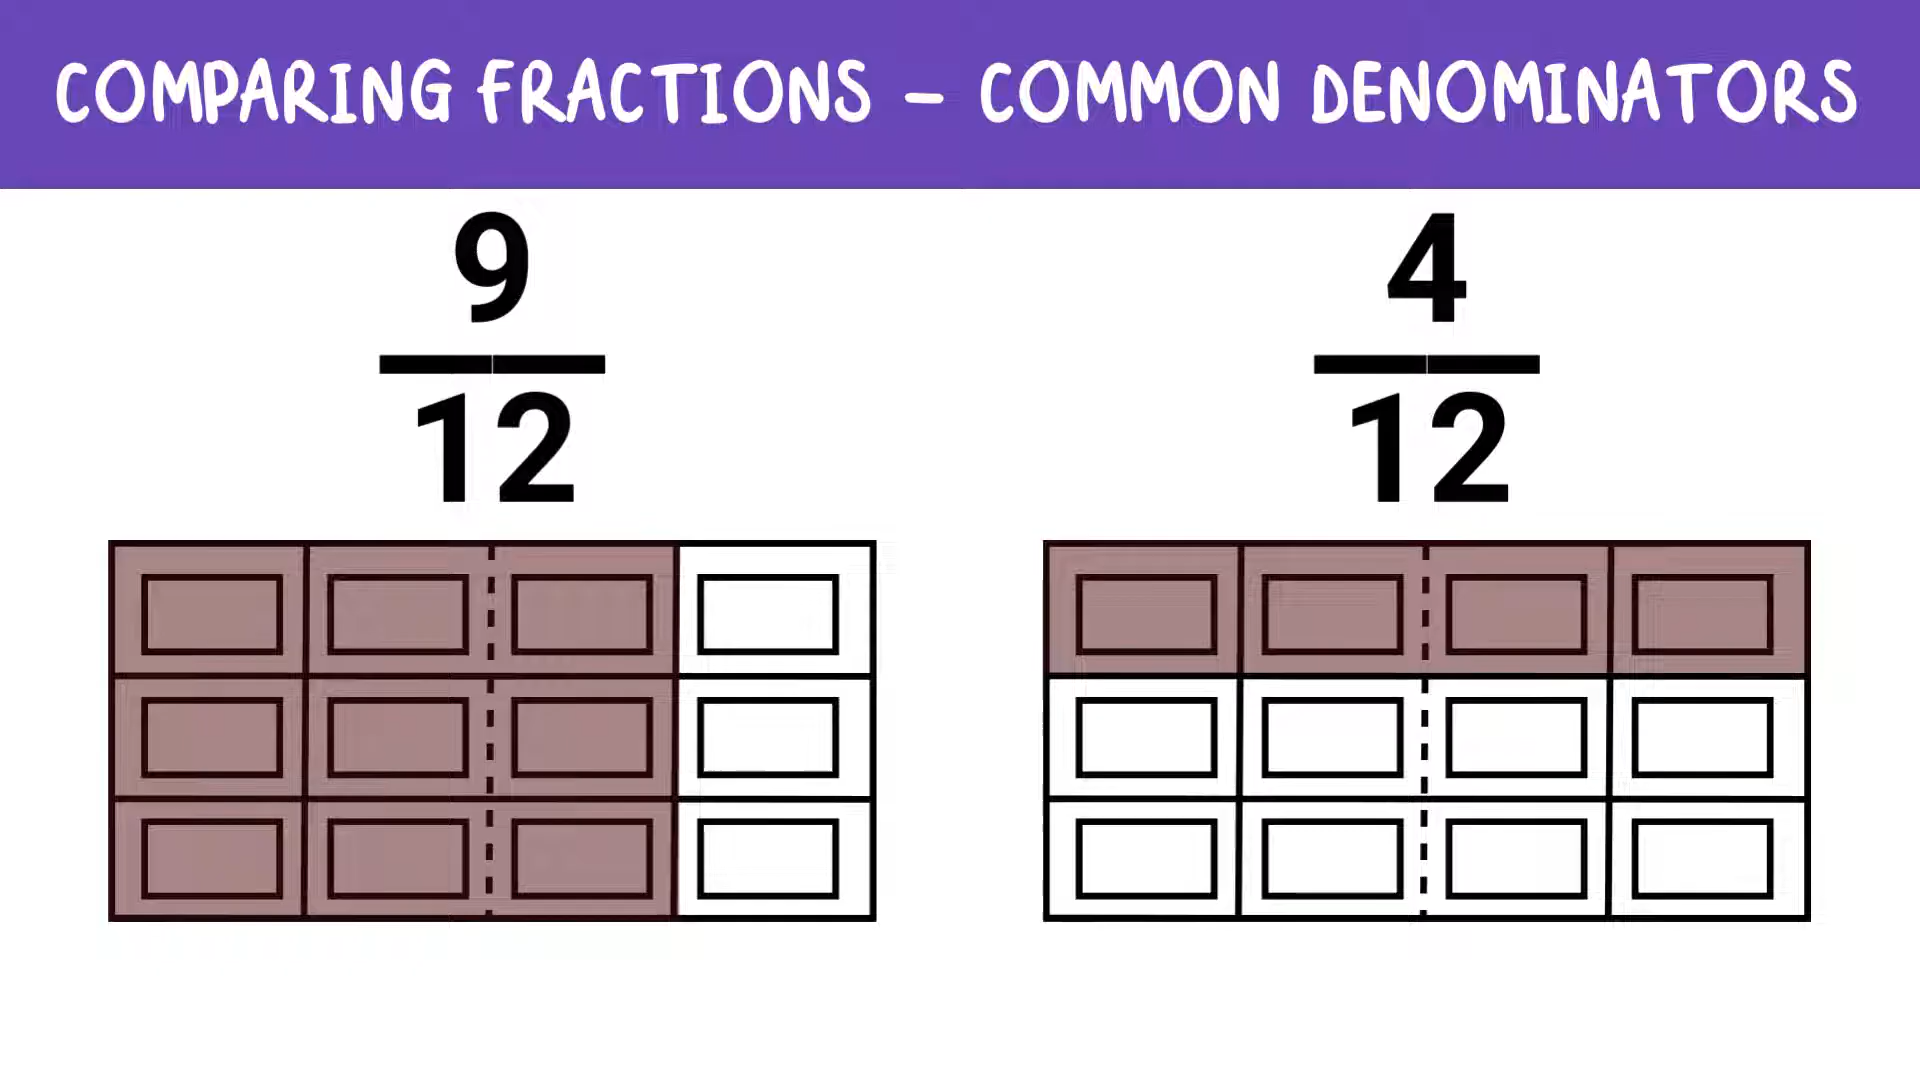 COMPARING FRACTIONS – COMMON DENOMINATORS
9
12
4
12